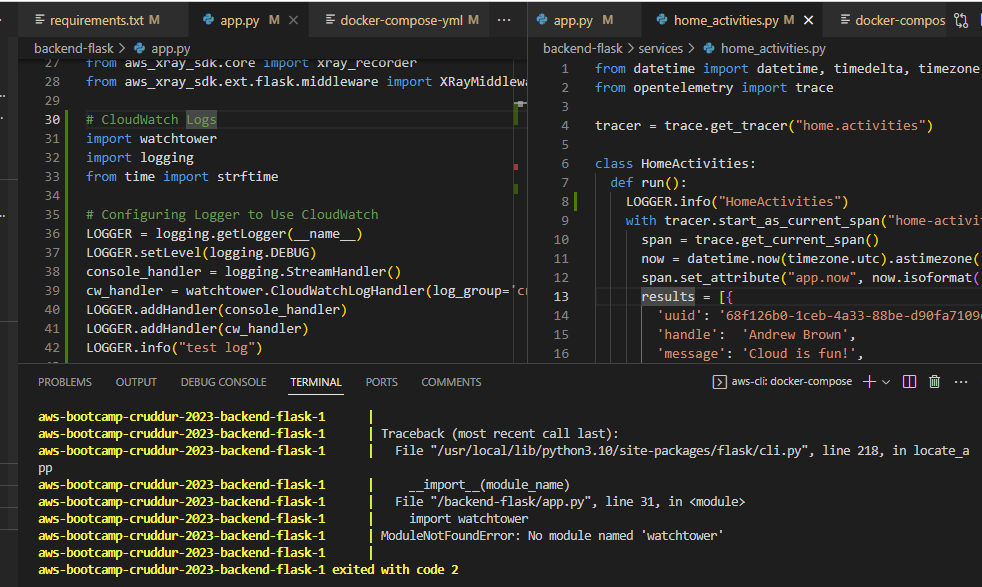 requirements.txt M
app.py M
docker-compose-yml M
app.py M
home_activities.py M
docker-compos
backend-flask > app.py
27 from aws_xray_sdk.core import xray_recorder
28 from aws_xray_sdk.ext.flask.middleware import XRayMiddlewa
29
30 # CloudWatch Logs
31 import watchtower
32 import logging
33 from time import strftime
34
35 # Configuring Logger to Use CloudWatch
36 LOGGER = logging.getLogger(__name__)
37 LOGGER.setLevel(logging.DEBUG)
38 console_handler = logging.StreamHandler()
39 cw_handler = watchtower.CloudWatchLogHandler(log_group='cr
40 LOGGER.addHandler(console_handler)
41 LOGGER.addHandler(cw_handler)
42 LOGGER.info("test log")
backend-flask > services > home_activities.py
1 from datetime import datetime, timedelta, timezone
2 from opentelemetry import trace
3
4 tracer = trace.get_tracer("home.activities")
5
6 class HomeActivities:
7 def run():
8 LOGGER.info("HomeActivities")
9 with tracer.start_as_current_span("home-activi
10 span = trace.get_current_span()
11 now = datetime.now(timezone.utc).astimezone(
12 span.set_attribute("app.now", now.isoformat(
13 results = [{
14 'uuid': '68f126b0-1ceb-4a33-88be-d90fa7109
15 'handle': 'Andrew Brown',
16 'message': 'Cloud is fun!',
PROBLEMS OUTPUT DEBUG CONSOLE TERMINAL PORTS COMMENTS
aws-cli: docker-compose
aws-bootcamp-cruddur-2023-backend-flask-1 |
aws-bootcamp-cruddur-2023-backend-flask-1 | Traceback (most recent call last):
aws-bootcamp-cruddur-2023-backend-flask-1 | File "/usr/local/lib/python3.10/site-packages/flask/cli.py", line 218, in locate_a
pp
aws-bootcamp-cruddur-2023-backend-flask-1 | __import__(module_name)
aws-bootcamp-cruddur-2023-backend-flask-1 | File "/backend-flask/app.py", line 31, in <module>
aws-bootcamp-cruddur-2023-backend-flask-1 | import watchtower
aws-bootcamp-cruddur-2023-backend-flask-1 | ModuleNotFoundError: No module named 'watchtower'
aws-bootcamp-cruddur-2023-backend-flask-1 |
aws-bootcamp-cruddur-2023-backend-flask-1 exited with code 2